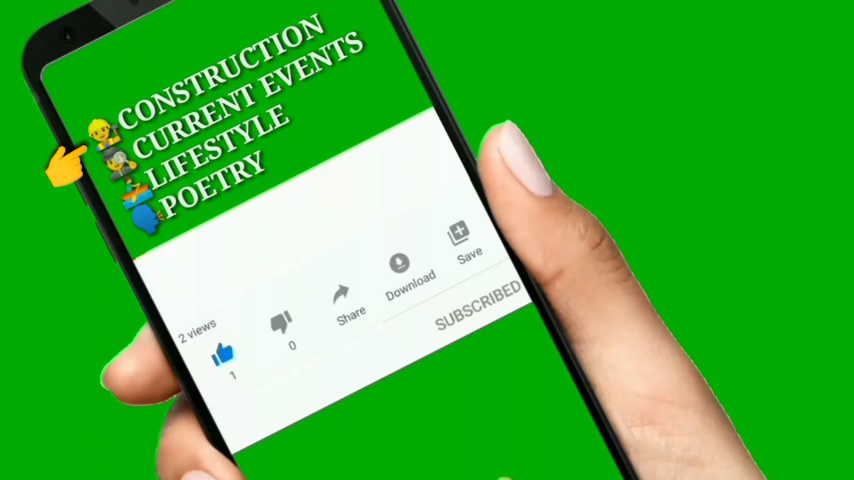 CONSTRUCTION
CURRENT EVENTS
LIFESTYLE
POETRY
2 views
1
0
Share
Download
Save
SUBSCRIBED